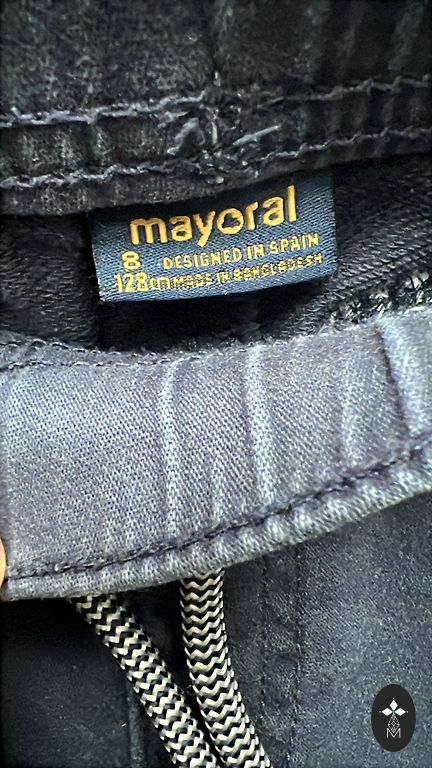 mayoral
8 DESIGNED IN SPAIN
128cm MADE IN BANGLADESH
M